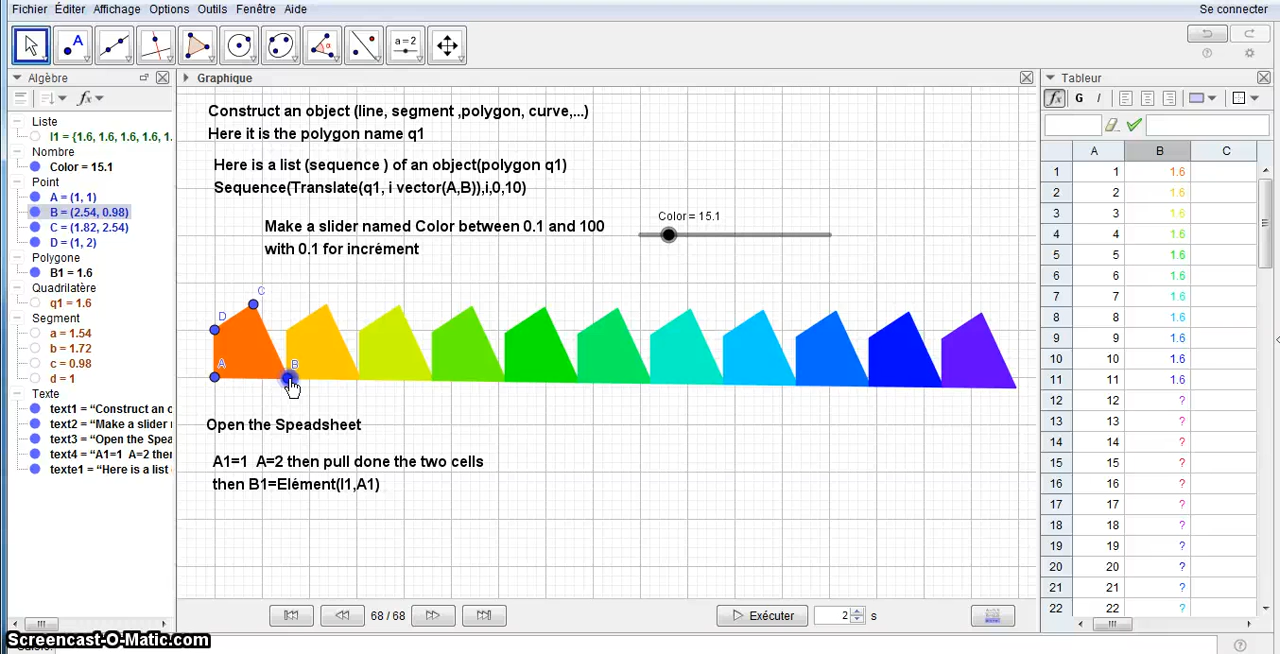 Fichier Éditer Affichage Options Outils Fenêtre Aide Se connecter
A a=2
Algèbre Graphique Tableur
fx
fx G I
Liste
l1 = {1.6, 1.6, 1.6, 1.6, 1.
Nombre
Color = 15.1
Point
A = (1, 1)
B = (2.54, 0.98)
C = (1.82, 2.54)
D = (1, 2)
Polygone
B1 = 1.6
Quadrilatère
q1 = 1.6
Segment
a = 1.54
b = 1.72
c = 0.98
d = 1
Texte
text1 = “Construct an o
text2 = “Make a slider r
text3 = “Open the Spea
text4 = “A1=1 A=2 ther
texte1 = “Here is a list
Construct an object (line, segment ,polygon, curve,...)
Here it is the polygon name q1
Here is a list (sequence ) of an object(polygon q1)
Sequence(Translate(q1, i vector(A,B)),i,0,10)
Make a slider named Color between 0.1 and 100
with 0.1 for incrément
Color = 15.1
C
D
A
B
Open the Speadsheet
A1=1 A=2 then pull done the two cells
then B1=Elément(l1,A1)
A B C
1 1 1.6
2 2 1.6
3 3 1.6
4 4 1.6
5 5 1.6
6 6 1.6
7 7 1.6
8 8 1.6
9 9 1.6
10 10 1.6
11 11 1.6
12 12 ?
13 13 ?
14 14 ?
15 15 ?
16 16 ?
17 17 ?
18 18 ?
19 19 ?
20 20 ?
21 21 ?
22 22 ?
68 / 68 Exécuter 2 s
Screencast-O-Matic.com